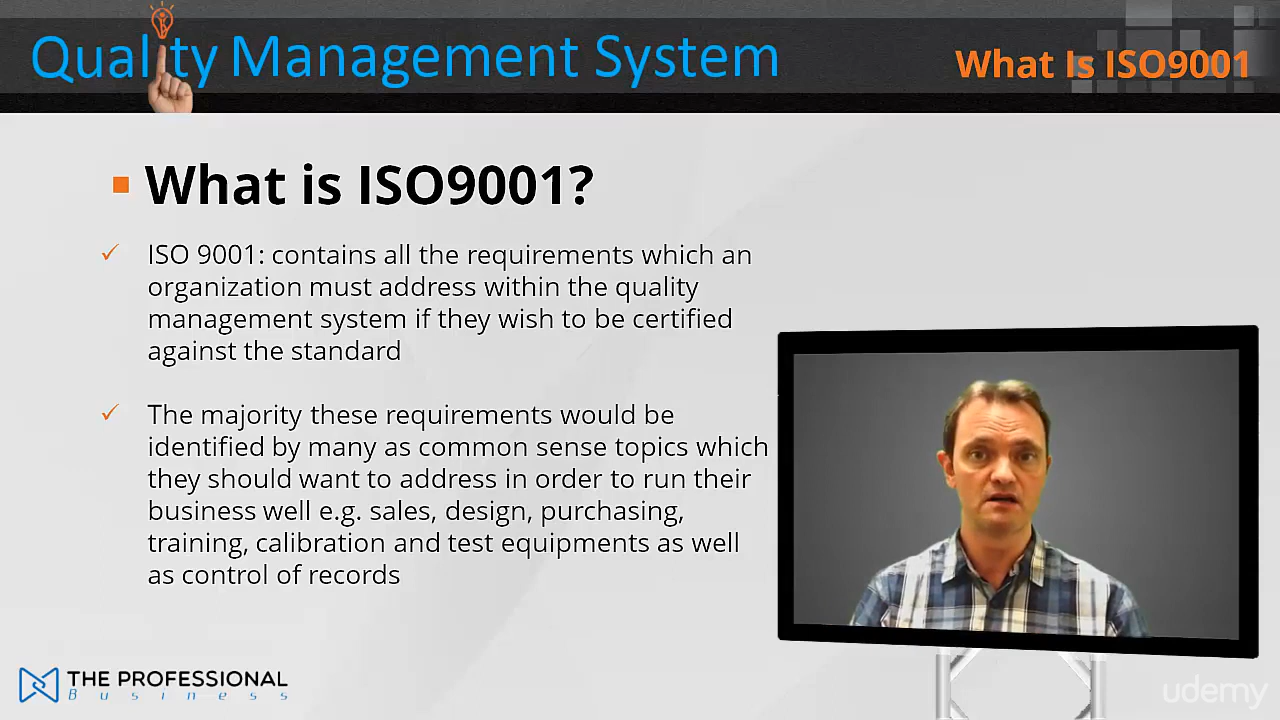 Quality Management System
What Is ISO9001
What is ISO9001?
ISO 9001: contains all the requirements which an
organization must address within the quality
management system if they wish to be certified
against the standard
The majority these requirements would be
identified by many as common sense topics which
they should want to address in order to run their
business well e.g. sales, design, purchasing,
training, calibration and test equipments as well
as control of records
THE PROFESSIONAL
Business
udemy